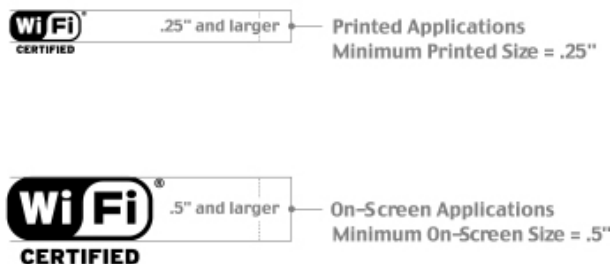 Wi Fi®
CERTIFIED
.25" and larger
Printed Applications
Minimum Printed Size = .25"
Wi Fi®
CERTIFIED
.5" and larger
On-Screen Applications
Minimum On-Screen Size = .5"